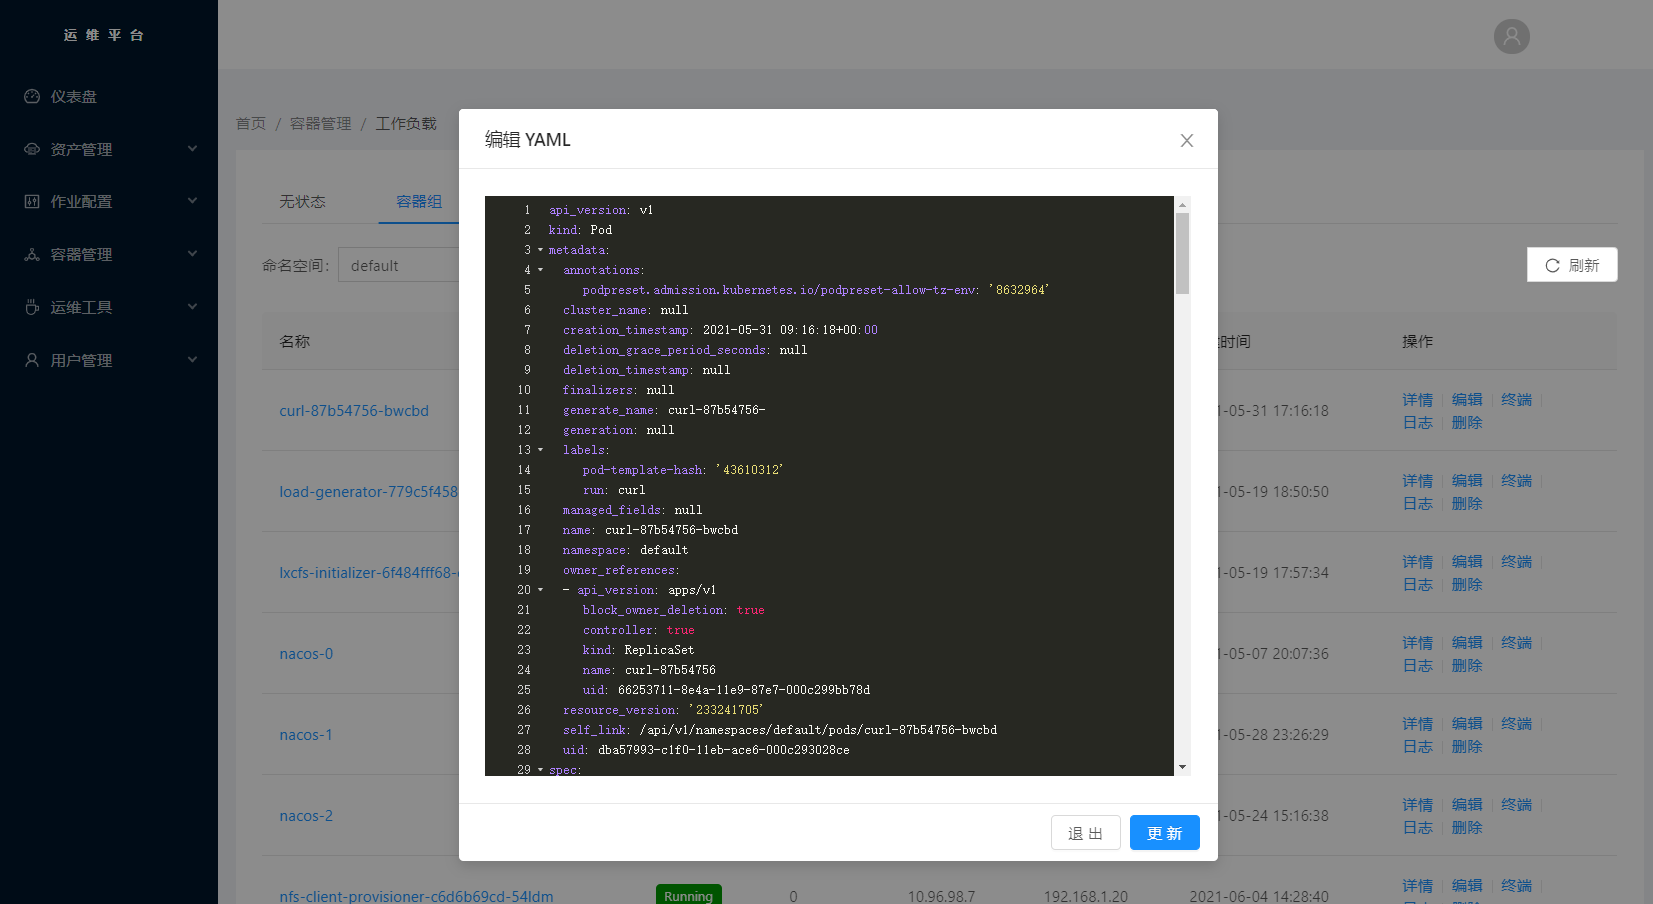 运维平台
仪表盘
资产管理
作业配置
容器管理
运维工具
用户管理
首页 / 容器管理 / 工作负载
无状态 容器组
命名空间: default
刷新
名称 时间 操作
curl-87b54756-bwcbd 1-05-31 17:16:18 详情 编辑 终端
日志 删除
load-generator-779c5f458 1-05-19 18:50:50 详情 编辑 终端
日志 删除
lxcfs-initializer-6f484fff68- 1-05-19 17:57:34 详情 编辑 终端
日志 删除
nacos-0 1-05-07 20:07:36 详情 编辑 终端
日志 删除
nacos-1 1-05-28 23:26:29 详情 编辑 终端
日志 删除
nacos-2 1-05-24 15:16:38 详情 编辑 终端
日志 删除
nfs-client-provisioner-c6d6b69cd-54ldm Running 0 10.96.98.7 192.168.1.20 2021-06-04 14:28:40 详情 编辑 终端
编辑 YAML
1 api_version: v1
2 kind: Pod
3 metadata:
4 annotations:
5 podpreset.admission.kubernetes.io/podpreset-allow-tz-env: '8632964'
6 cluster_name: null
7 creation_timestamp: 2021-05-31 09:16:18+00:00
8 deletion_grace_period_seconds: null
9 deletion_timestamp: null
10 finalizers: null
11 generate_name: curl-87b54756-
12 generation: null
13 labels:
14 pod-template-hash: '43610312'
15 run: curl
16 managed_fields: null
17 name: curl-87b54756-bwcbd
18 namespace: default
19 owner_references:
20 - api_version: apps/v1
21 block_owner_deletion: true
22 controller: true
23 kind: ReplicaSet
24 name: curl-87b54756
25 uid: 66253711-8e4a-11e9-87e7-000c299bb78d
26 resource_version: '233241705'
27 self_link: /api/v1/namespaces/default/pods/curl-87b54756-bwcbd
28 uid: dba57993-c1f0-11eb-ace6-000c293028ce
29 spec:
退 出 更 新